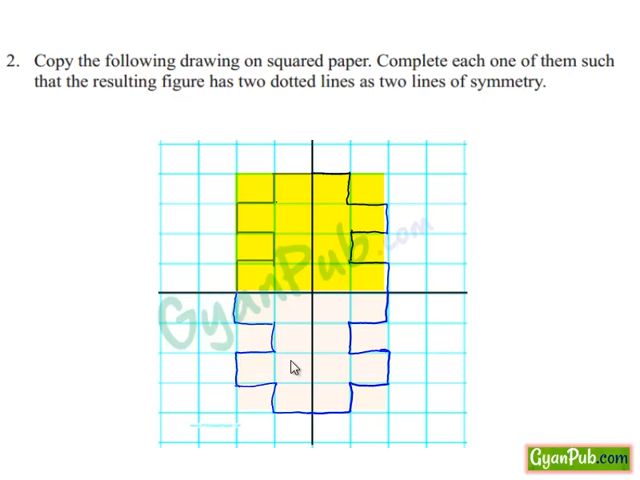 2. Copy the following drawing on squared paper. Complete each one of them such
that the resulting figure has two dotted lines as two lines of symmetry.
GyanPub.com
GyanPub.com